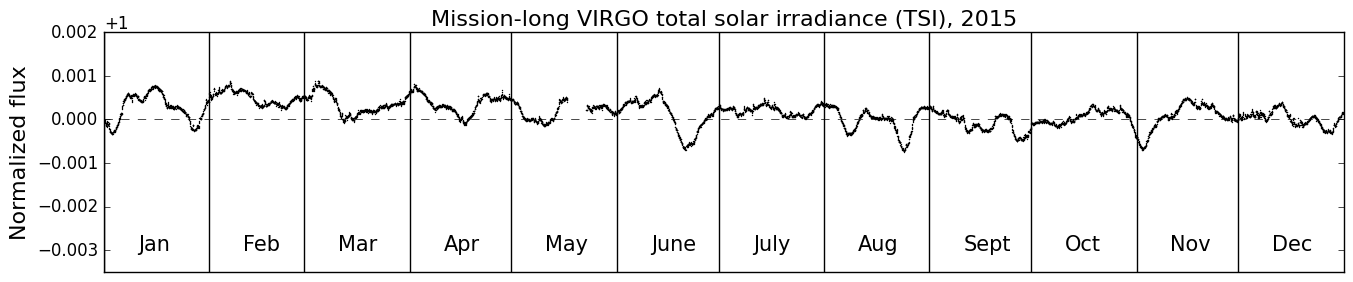 Mission-long VIRGO total solar irradiance (TSI), 2015
+1
0.002
0.001
0.000
−0.001
−0.002
−0.003
Normalized flux
Jan Feb Mar Apr May June July Aug Sept Oct Nov Dec